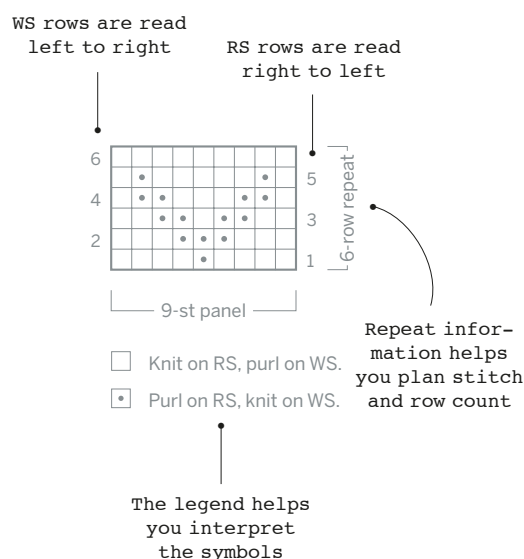 WS rows are read
left to right
RS rows are read
right to left
6
5
4
3
2
1
6-row repeat
9-st panel
Repeat infor-
mation helps
you plan stitch
and row count
Knit on RS, purl on WS.
Purl on RS, knit on WS.
The legend helps
you interpret
the symbols